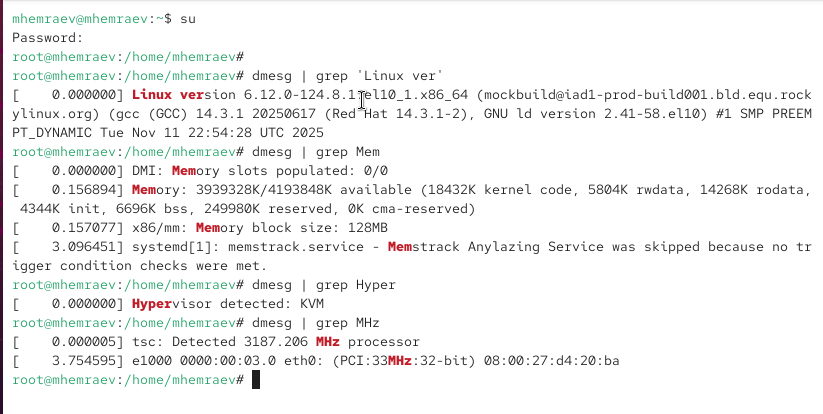 mhemraev@mhemraev:~$ su
Password:
root@mhemraev:/home/mhemraev#
root@mhemraev:/home/mhemraev# dmesg | grep 'Linux ver'
[    0.000000] Linux version 6.12.0-124.8.1.el10_1.x86_64 (mockbuild@iad1-prod-build001.bld.equ.rock
ylinux.org) (gcc (GCC) 14.3.1 20250617 (Red Hat 14.3.1-2), GNU ld version 2.41-58.el10) #1 SMP PREEM
PT_DYNAMIC Tue Nov 11 22:54:28 UTC 2025
root@mhemraev:/home/mhemraev# dmesg | grep Mem
[    0.000000] DMI: Memory slots populated: 0/0
[    0.156894] Memory: 3939328K/4193848K available (18432K kernel code, 5804K rwdata, 14268K rodata,
 4344K init, 6696K bss, 249980K reserved, 0K cma-reserved)
[    0.157077] x86/mm: Memory block size: 128MB
[    3.096451] systemd[1]: memstrack.service - Memstrack Anylazing Service was skipped because no tr
igger condition checks were met.
root@mhemraev:/home/mhemraev# dmesg | grep Hyper
[    0.000000] Hypervisor detected: KVM
root@mhemraev:/home/mhemraev# dmesg | grep MHz
[    0.000005] tsc: Detected 3187.206 MHz processor
[    3.754595] e1000 0000:00:03.0 eth0: (PCI:33MHz:32-bit) 08:00:27:d4:20:ba
root@mhemraev:/home/mhemraev#